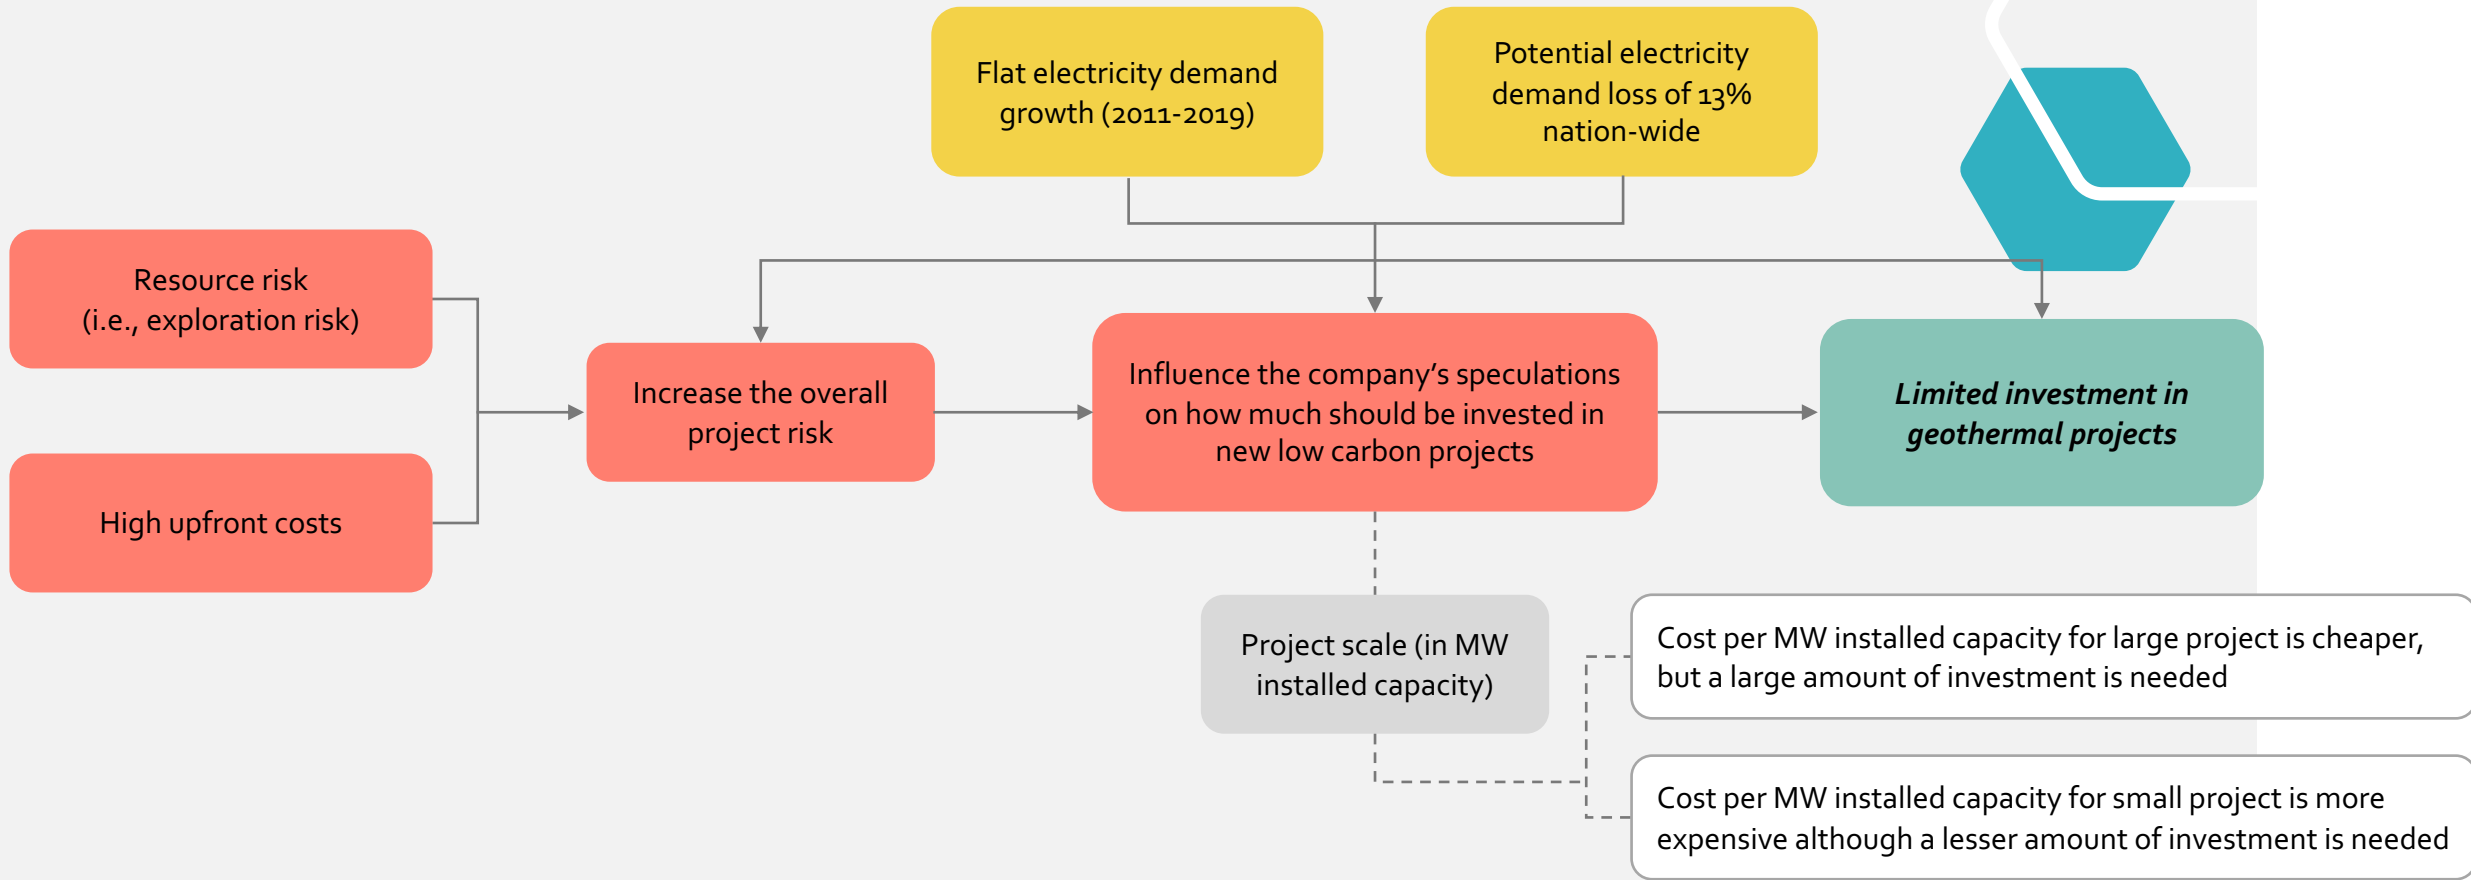 Flat electricity demand
growth (2011-2019)
Potential electricity
demand loss of 13%
nation-wide
Resource risk
(i.e., exploration risk)
High upfront costs
Increase the overall
project risk
Influence the company’s speculations
on how much should be invested in
new low carbon projects
Limited investment in
geothermal projects
Project scale (in MW
installed capacity)
Cost per MW installed capacity for large project is cheaper,
but a large amount of investment is needed
Cost per MW installed capacity for small project is more
expensive although a lesser amount of investment is needed